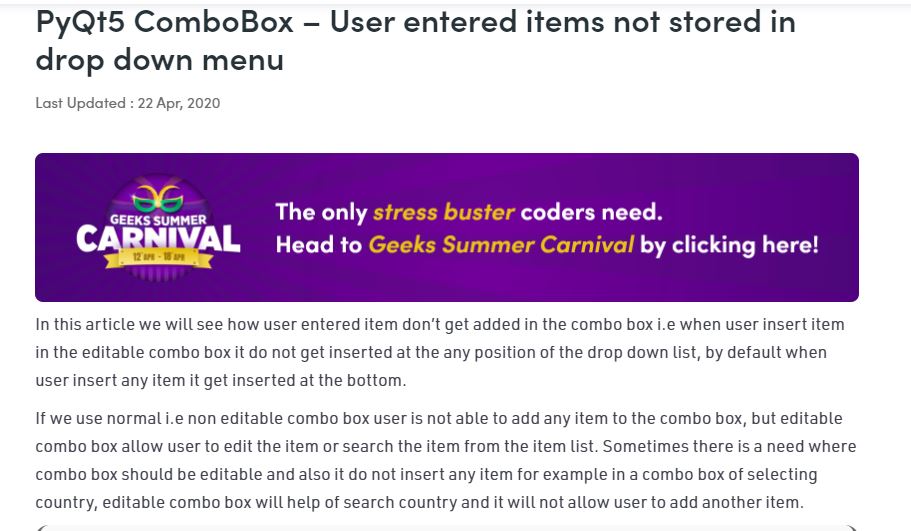 PyQt5 ComboBox – User entered items not stored in
drop down menu
Last Updated : 22 Apr, 2020
GEEKS SUMMER
CARNIVAL
12 APR - 18 APR
The only stress buster coders need.
Head to Geeks Summer Carnival by clicking here!
In this article we will see how user entered item don’t get added in the combo box i.e when user insert item
in the editable combo box it do not get inserted at the any position of the drop down list, by default when
user insert any item it get inserted at the bottom.
If we use normal i.e non editable combo box user is not able to add any item to the combo box, but editable
combo box allow user to edit the item or search the item from the item list. Sometimes there is a need where
combo box should be editable and also it do not insert any item for example in a combo box of selecting
country, editable combo box will help of search country and it will not allow user to add another item.